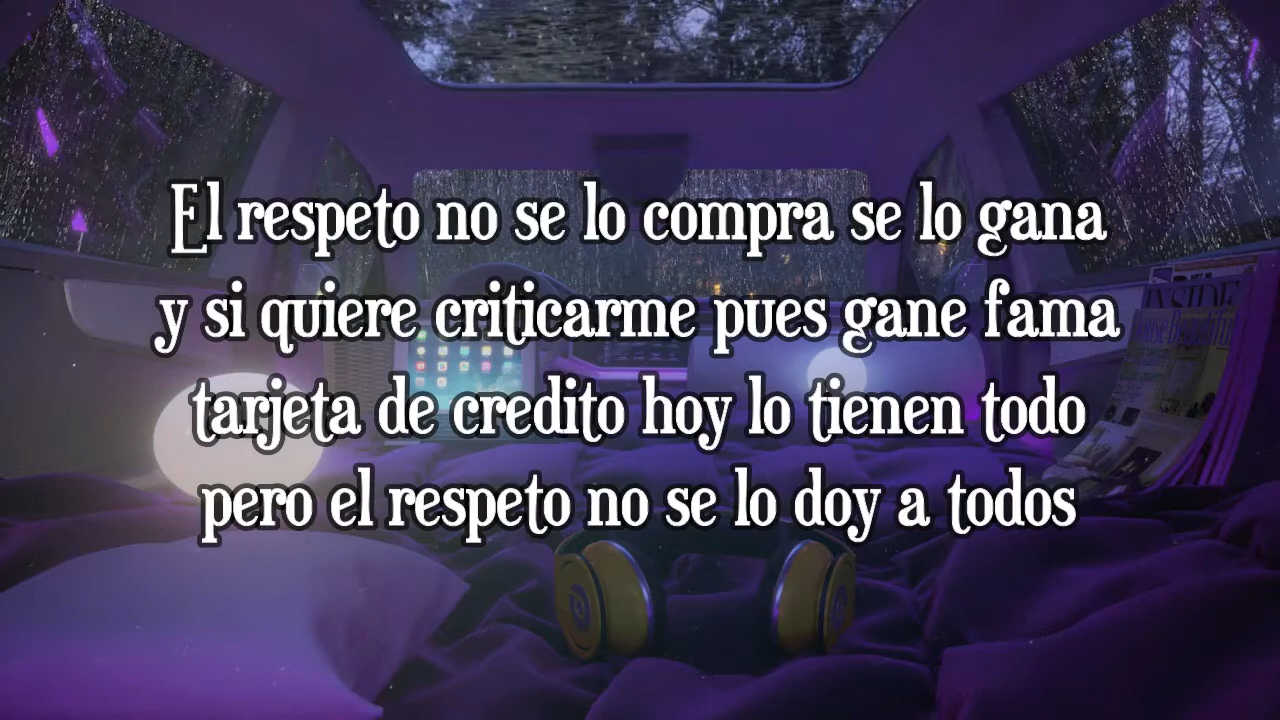 El respeto no se lo compra se lo gana
y si quiere criticarme pues gane fama
tarjeta de credito hoy lo tienen todo
pero el respeto no se lo doy a todos
INSIDE